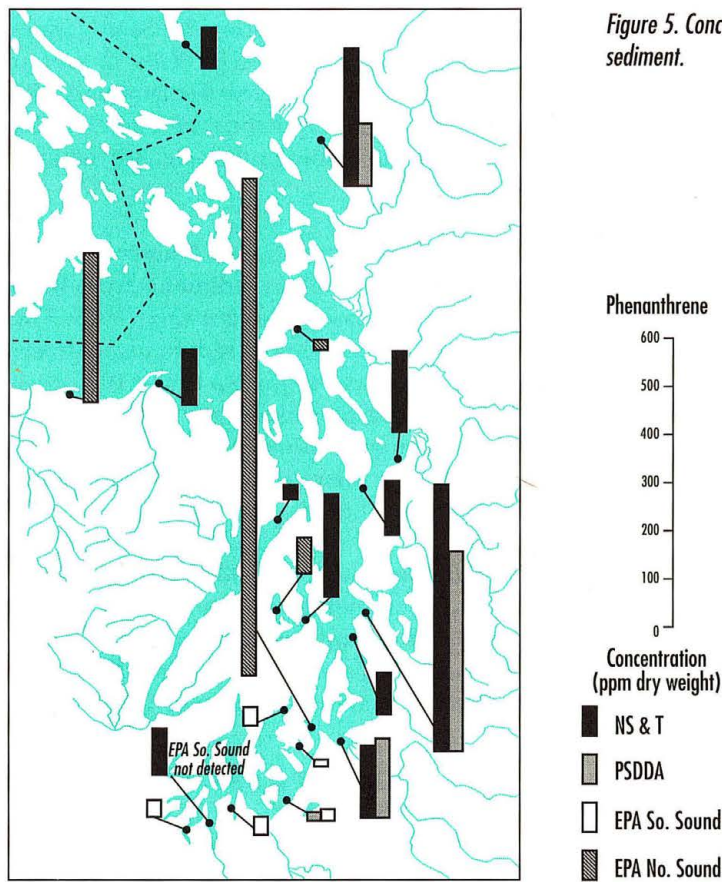 Figure 5. Conc
sediment.
Phenanthrene
600
500
400
300
200
100
0
Concentration
(ppm dry weight)
NS & T
PSDDA
EPA So. Sound
EPA No. Sound
EPA So. Sound
not detected